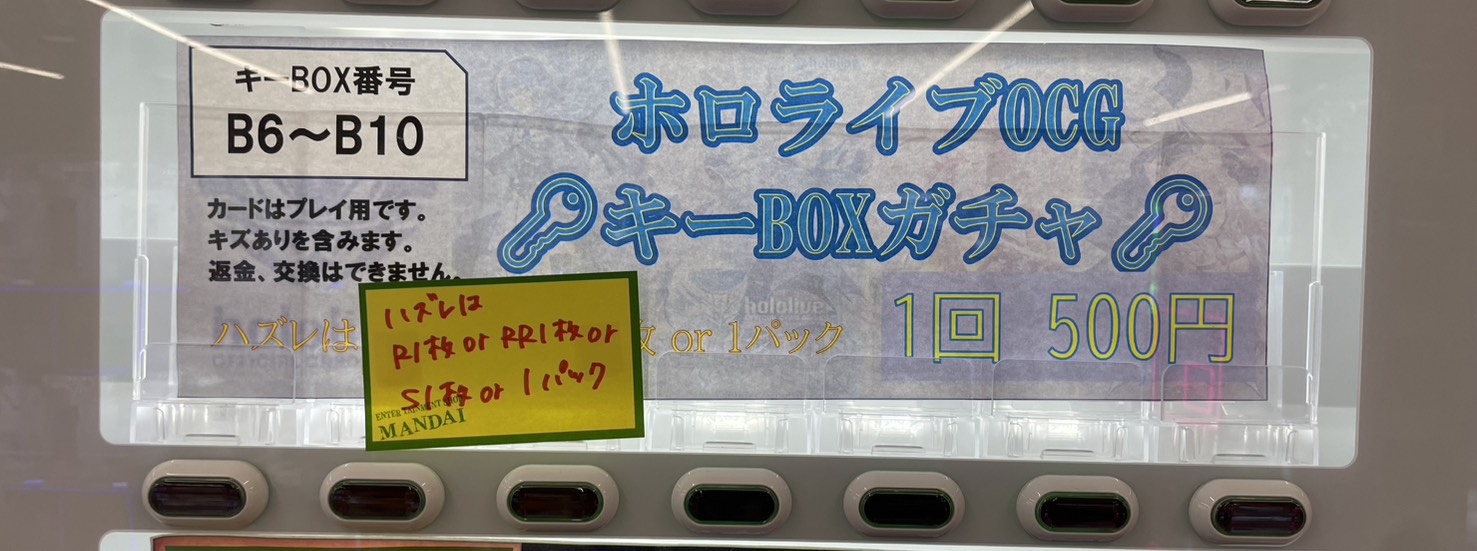 キーBOX番号
B6～B10
ホロライブOCG
キーBOXガチャ
カードはプレイ用です。
キズありを含みます。
返金、交換はできません。
ハズレは
枚 or 1パック
1回 500円
ハズレは
R1枚 or RR1枚 or
S1枚 or 1パック
ENTERTAINMENT SHOP
MANDAI
hololive